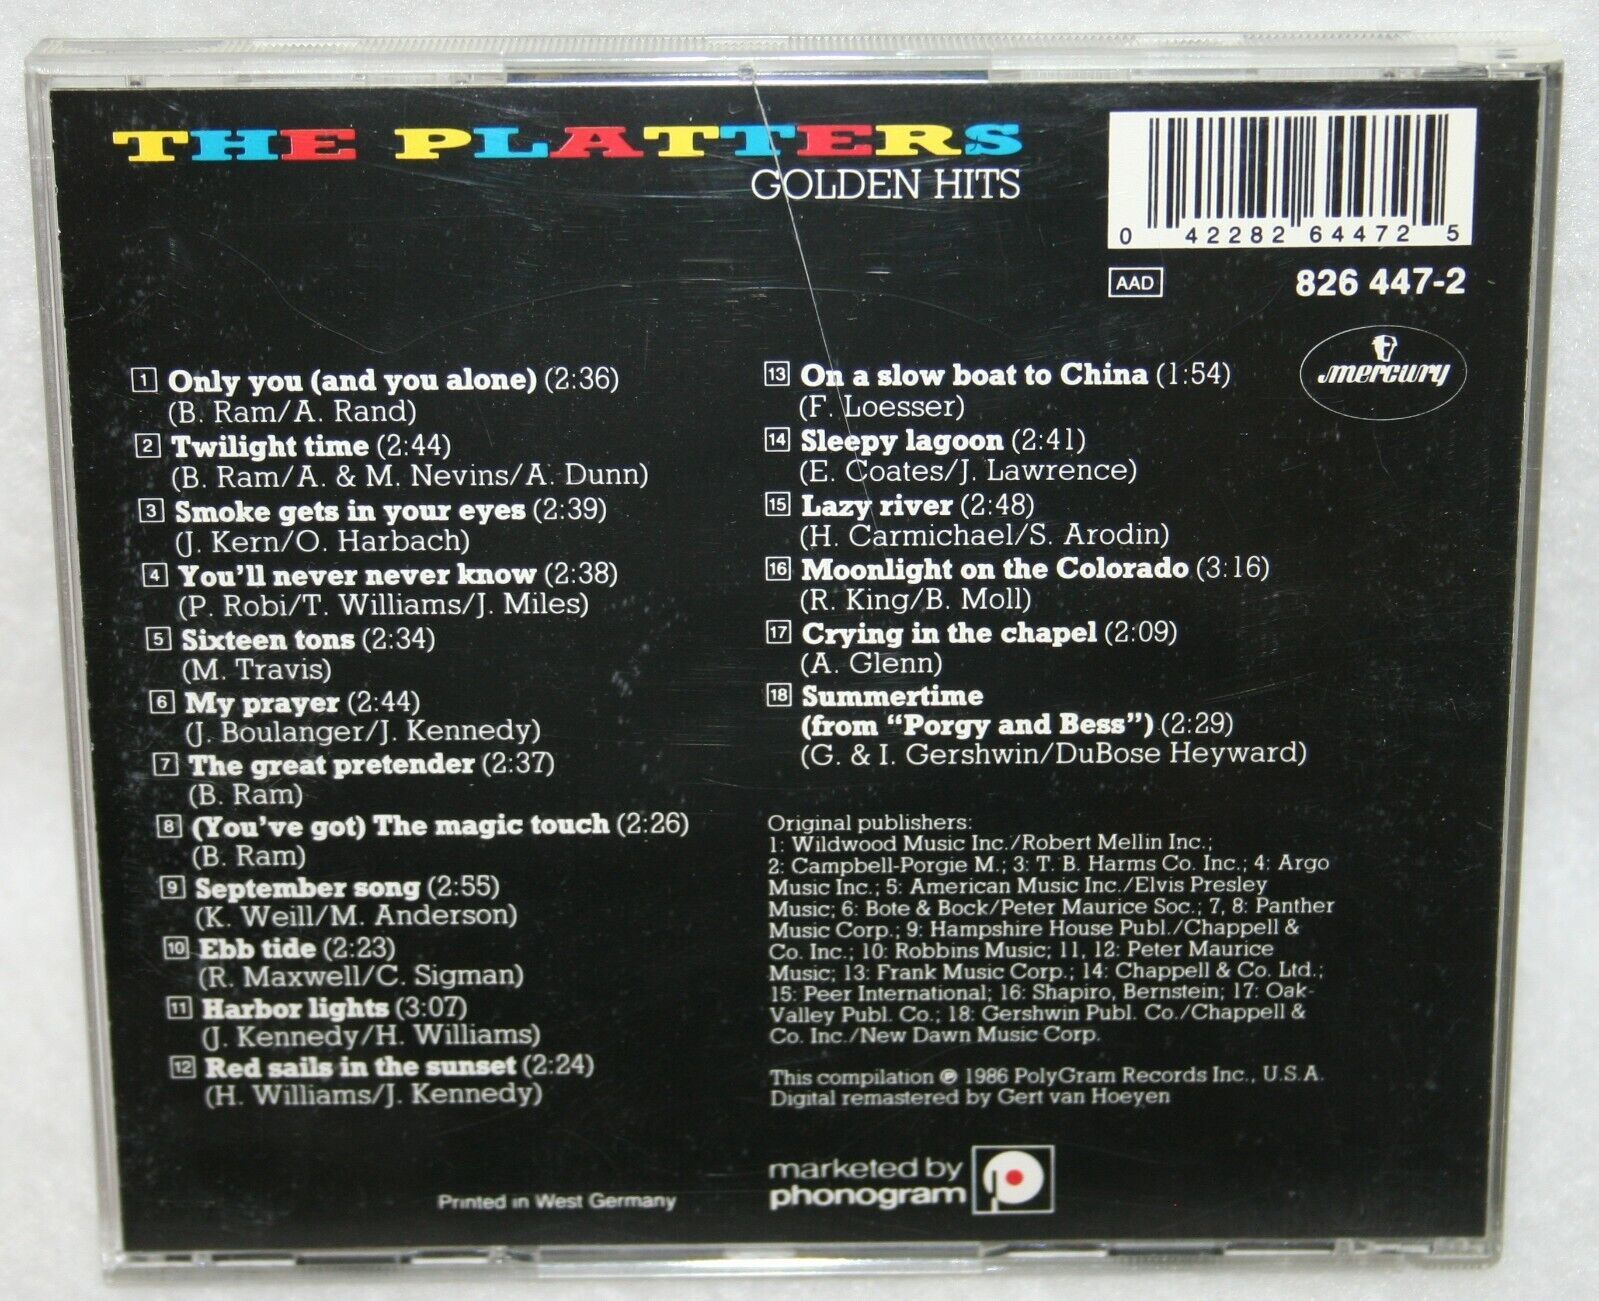 THE PLATTERS
GOLDEN HITS
0 42282 64472 5
AAD
826 447-2
mercury
1 Only you (and you alone) (2:36)
(B. Ram/A. Rand)
2 Twilight time (2:44)
(B. Ram/A. & M. Nevins/A. Dunn)
3 Smoke gets in your eyes (2:39)
(J. Kern/O. Harbach)
4 You'll never never know (2:38)
(P. Robi/T. Williams/J. Miles)
5 Sixteen tons (2:34)
(M. Travis)
6 My prayer (2:44)
(J. Boulanger/J. Kennedy)
7 The great pretender (2:37)
(B. Ram)
8 (You've got) The magic touch (2:26)
(B. Ram)
9 September song (2:55)
(K. Weill/M. Anderson)
10 Ebb tide (2:23)
(R. Maxwell/C. Sigman)
11 Harbor lights (3:07)
(J. Kennedy/H. Williams)
12 Red sails in the sunset (2:24)
(H. Williams/J. Kennedy)
13 On a slow boat to China (1:54)
(F. Loesser)
14 Sleepy lagoon (2:41)
(E. Coates/J. Lawrence)
15 Lazy river (2:48)
(H. Carmichael/S. Arodin)
16 Moonlight on the Colorado (3:16)
(R. King/B. Moll)
17 Crying in the chapel (2:09)
(A. Glenn)
18 Summertime
(from “Porgy and Bess”) (2:29)
(G. & I. Gershwin/DuBose Heyward)
Original publishers:
1: Wildwood Music Inc./Robert Mellin Inc.;
2: Campbell-Porgie M.; 3: T. B. Harms Co. Inc.; 4: Argo
Music Inc.; 5: American Music Inc./Elvis Presley
Music; 6: Bote & Bock/Peter Maurice Soc.; 7, 8: Panther
Music Corp.; 9: Hampshire House Publ./Chappell &
Co. Inc.; 10: Robbins Music; 11, 12: Peter Maurice
Music; 13: Frank Music Corp.; 14: Chappell & Co. Ltd.;
15: Peer International; 16: Shapiro, Bernstein; 17: Oak-
Valley Publ. Co.; 18: Gershwin Publ. Co./Chappell &
Co. Inc./New Dawn Music Corp.
This compilation ℗ 1986 PolyGram Records Inc., U.S.A.
Digital remastered by Gert van Hoeyen
marketed by
phonogram
Printed in West Germany